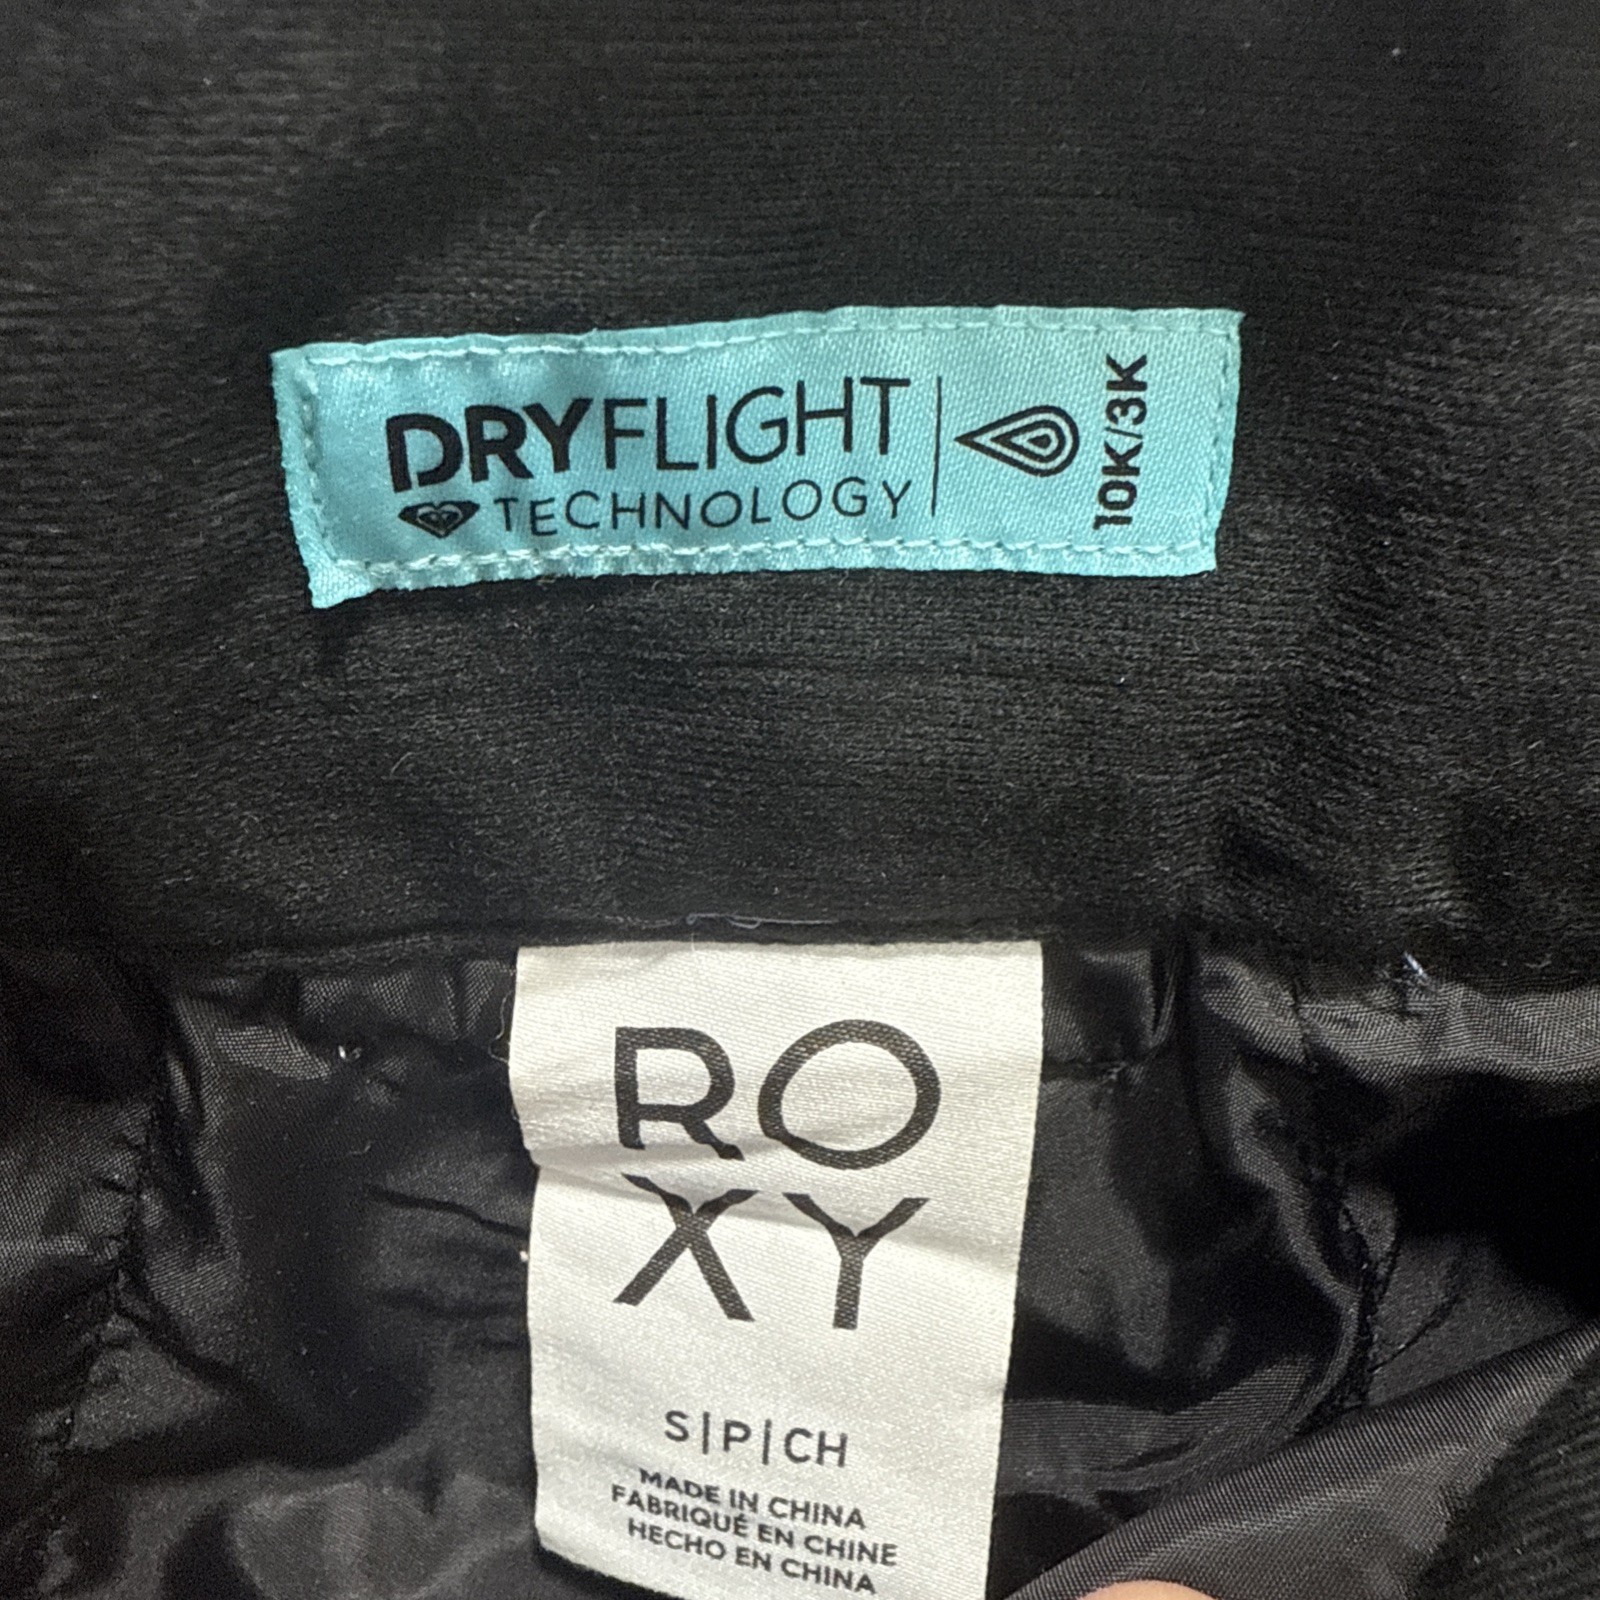 DRYFLIGHT
TECHNOLOGY
10K/3K
RO
XY
S|P|CH
MADE IN CHINA
FABRIQUÉ EN CHINE
HECHO EN CHINA